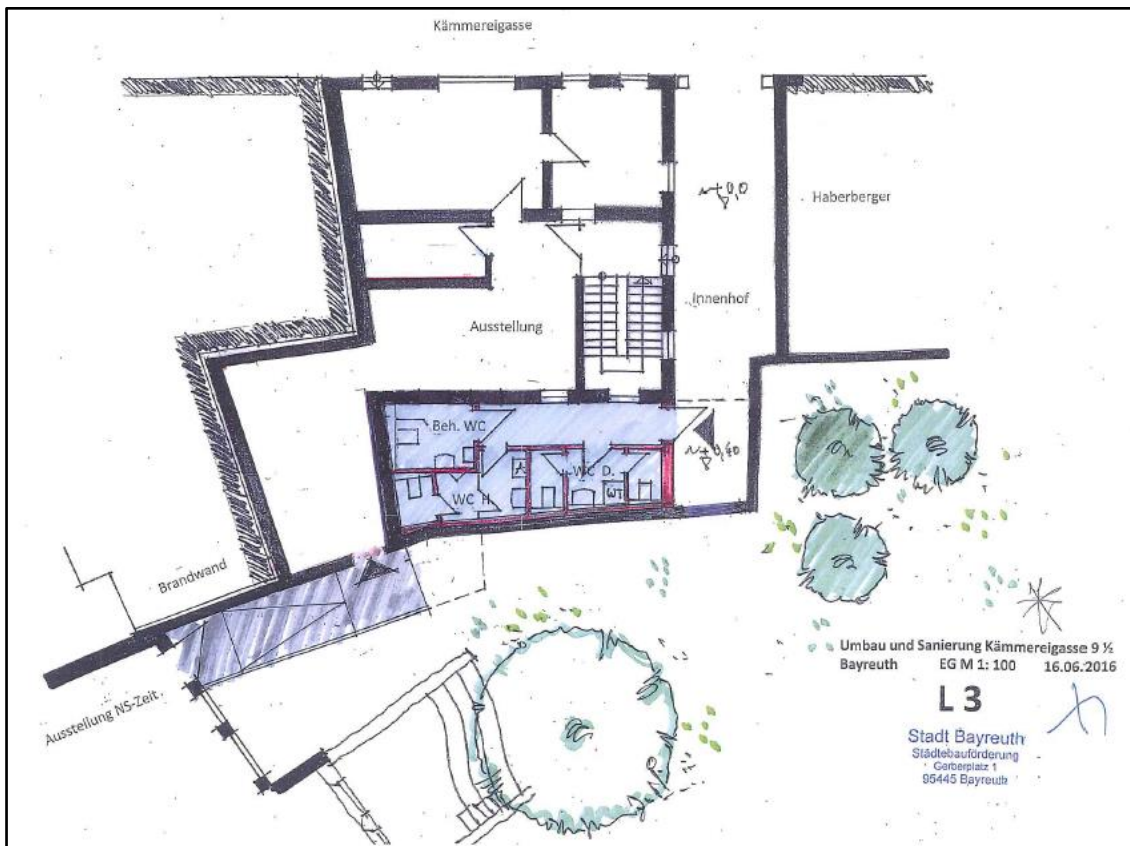 Kämmereigasse
Haberberger
+0,0
Innenhof
Ausstellung
Beh. WC
WC H.
WC D.
WT
+0,40
Brandwand
Ausstellung NS-Zeit
Umbau und Sanierung Kämmereigasse 9 ½
Bayreuth EG M 1: 100 16.06.2016
L 3
Stadt Bayreuth
Städtebauförderung
Gerberplatz 1
95445 Bayreuth